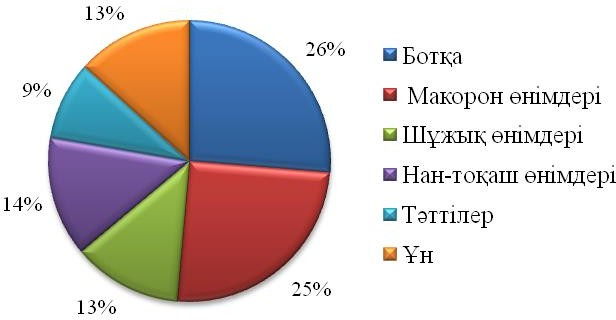 13%
26%
9%
14%
13%
25%
Ботқа
Макорон өнімдері
Шұжық өнімдері
Нан-тоқаш өнімдері
Тәттілер
Ұн